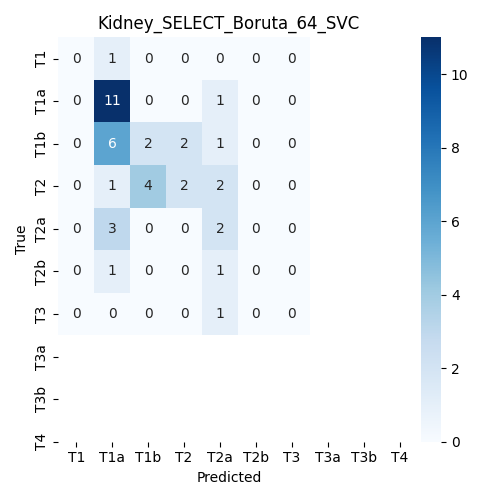 Kidney_SELECT_Boruta_64_SVC
T1 0 1 0 0 0 0 0
T1a 0 11 0 0 1 0 0
T1b 0 6 2 2 1 0 0
T2 0 1 4 2 2 0 0
T2a 0 3 0 0 2 0 0
T2b 0 1 0 0 1 0 0
T3 0 0 0 0 1 0 0
T3a
T3b
T4
T1 T1a T1b T2 T2a T2b T3 T3a T3b T4
Predicted
True
10
8
6
4
2
0